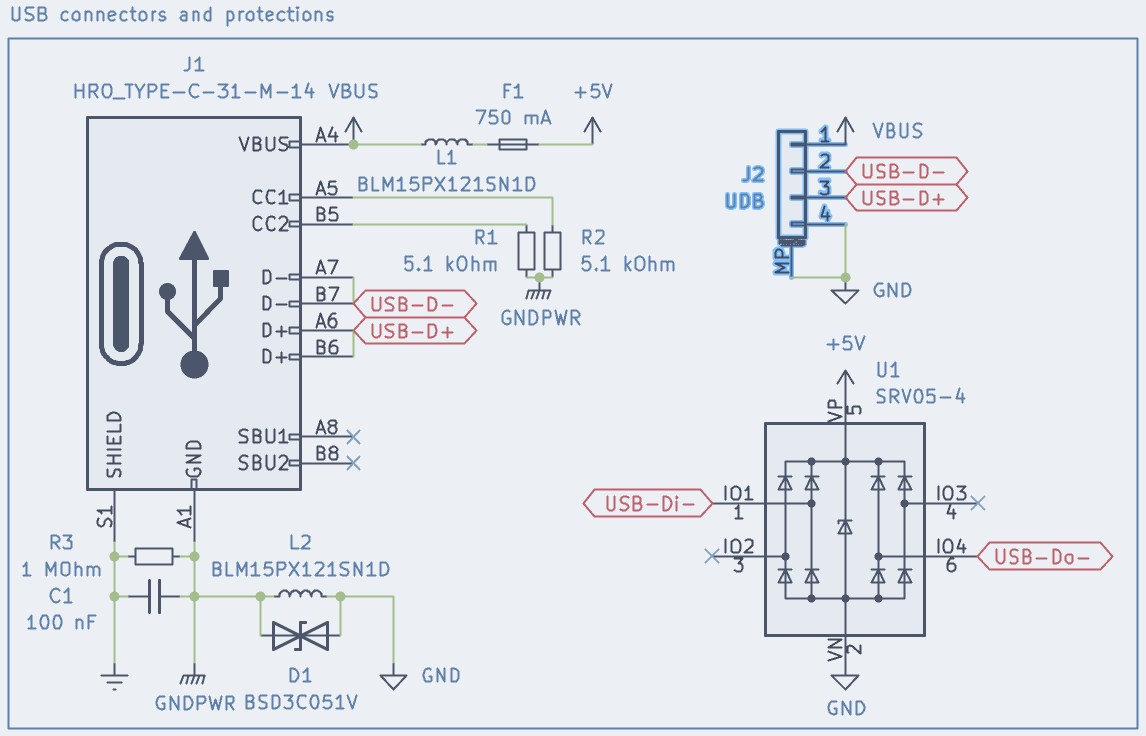 USB connectors and protections
J1
HRO_TYPE-C-31-M-14
VBUS
F1
750 mA
+5V
VBUS
A4
L1
BLM15PX121SN1D
CC1
A5
CC2
B5
R1
5.1 kOhm
R2
5.1 kOhm
GNDPWR
D-
A7
D-
B7
USB-D-
D+
A6
USB-D+
D+
B6
SBU1
A8
SBU2
B8
SHIELD
GND
S1
A1
R3
1 MOhm
C1
100 nF
L2
BLM15PX121SN1D
D1
BSD3C051V
GNDPWR
GND
J2
UDB
1
VBUS
2
USB-D-
3
USB-D+
4
MP
GND
+5V
U1
SRV05-4
VP
5
USB-Di-
IO1
1
IO3
4
IO2
3
IO4
6
USB-Do-
VN
2
GND